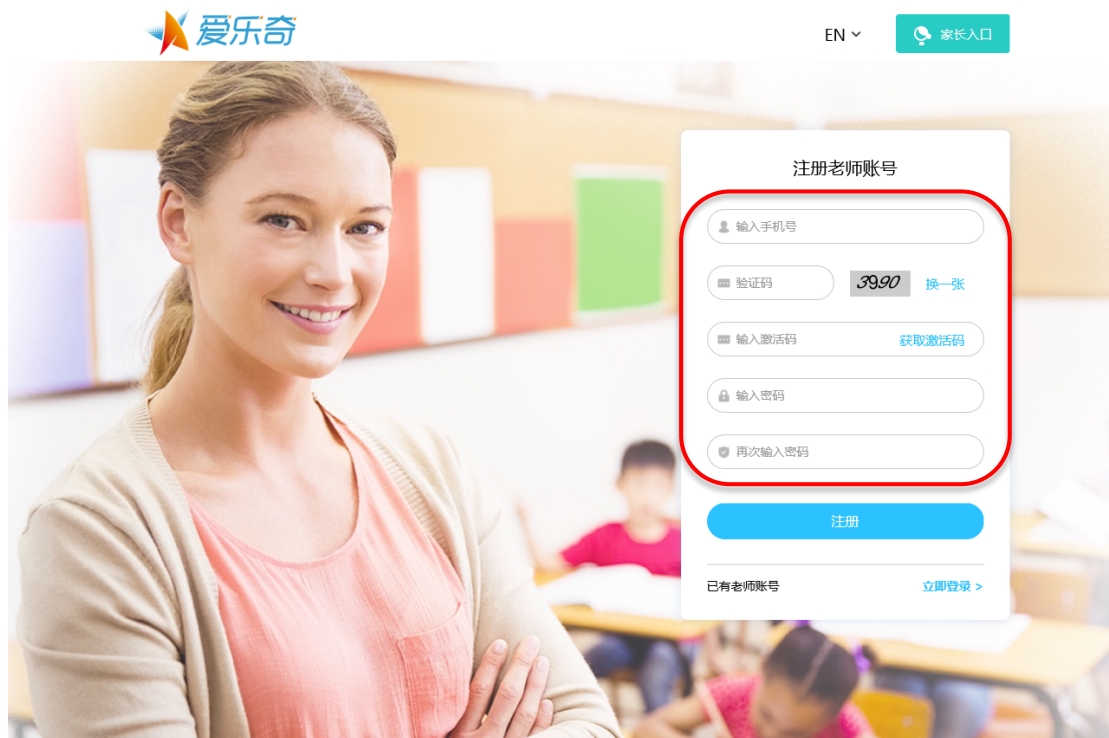 爱乐奇
EN
家长入口
注册老师账号
输入手机号
验证码 3990 换一张
输入激活码 获取激活码
输入密码
再次输入密码
注册
已有老师账号 立即登录 >